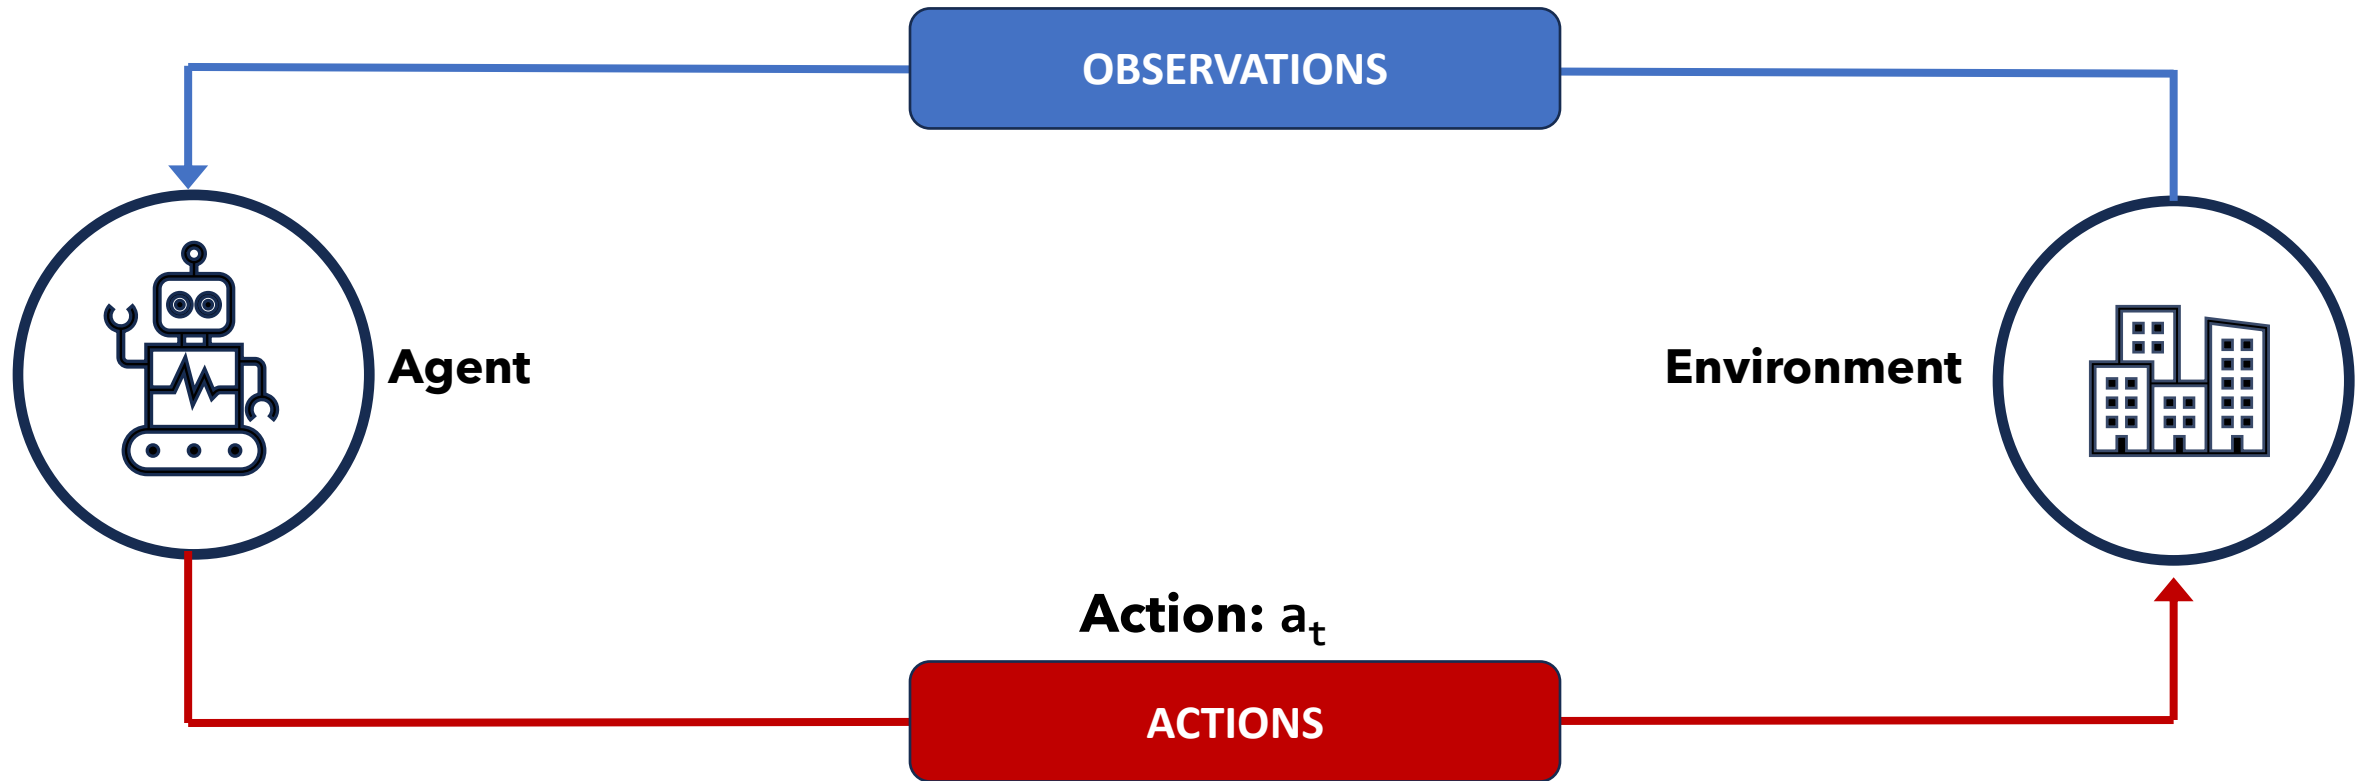 OBSERVATIONS
Agent
Environment
Action: aₜ
ACTIONS